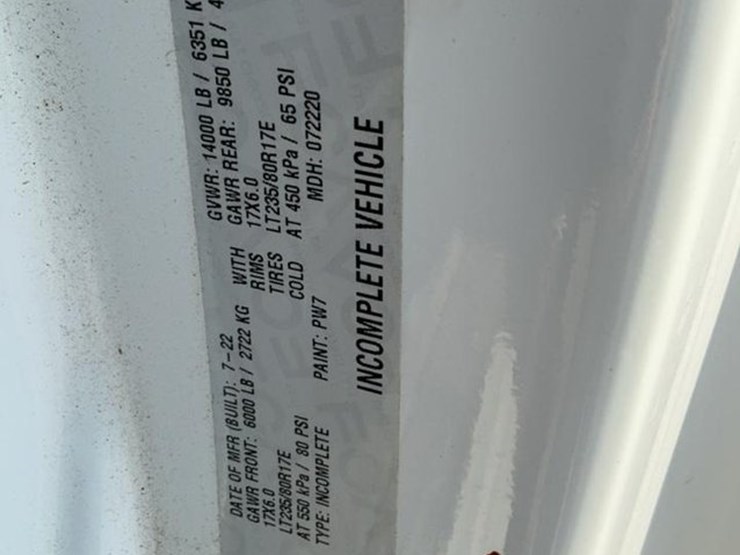 DATE OF MFR (BUILT): 7-22 GVWR: 14000 LB / 6351 K
GAWR FRONT: 6000 LB / 2722 KG WITH GAWR REAR: 9850 LB / 4
17X6.0 RIMS 17X6.0
LT235/80R17E TIRES LT235/80R17E
AT 550 kPa / 80 PSI COLD AT 450 kPa / 65 PSI
TYPE: INCOMPLETE PAINT: PW7 MDH: 072220
INCOMPLETE VEHICLE